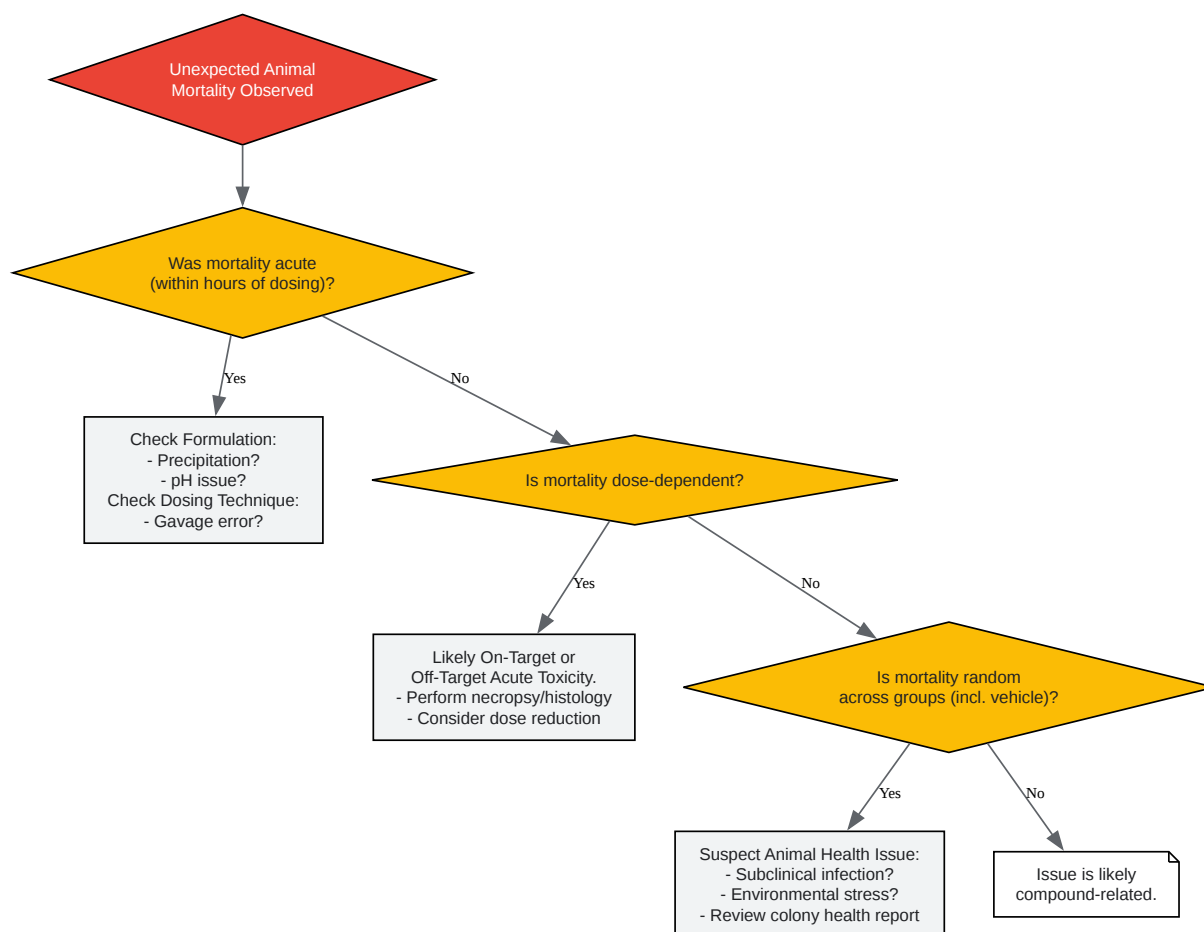 Unexpected Animal
Mortality Observed
Was mortality acute
(within hours of dosing)?
Yes
No
Check Formulation:
- Precipitation?
- pH issue?
Check Dosing Technique:
- Gavage error?
Is mortality dose-dependent?
Yes
No
Likely On-Target or
Off-Target Acute Toxicity.
- Perform necropsy/histology
- Consider dose reduction
Is mortality random
across groups (incl. vehicle)?
Yes
No
Suspect Animal Health Issue:
- Subclinical infection?
- Environmental stress?
- Review colony health report
Issue is likely
compound-related.